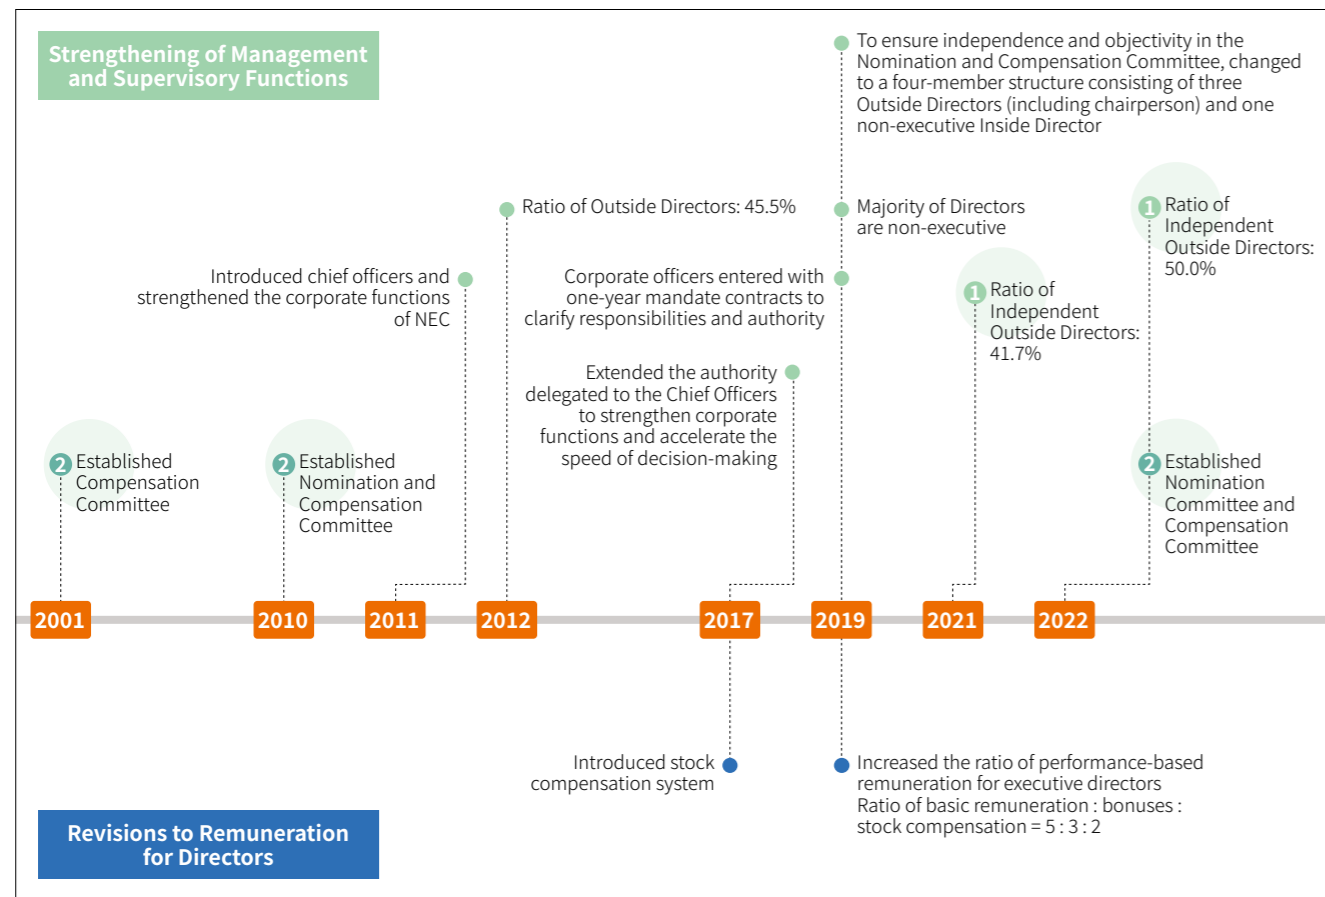 Strengthening of Management
and Supervisory Functions
To ensure independence and objectivity in the
Nomination and Compensation Committee, changed
to a four-member structure consisting of three
Outside Directors (including chairperson) and one
non-executive Inside Director
Ratio of Outside Directors: 45.5%
Majority of Directors
are non-executive
1 Ratio of
Independent
Outside Directors:
50.0%
Introduced chief officers and
strengthened the corporate functions
of NEC
Corporate officers entered with
one-year mandate contracts to
clarify responsibilities and authority
1 Ratio of
Independent
Outside Directors:
41.7%
Extended the authority
delegated to the Chief Officers
to strengthen corporate
functions and accelerate the
speed of decision-making
2 Established
Compensation
Committee
2 Established
Nomination and
Compensation
Committee
2 Established
Nomination
Committee and
Compensation
Committee
2001 2010 2011 2012 2017 2019 2021 2022
Introduced stock
compensation system
Increased the ratio of performance-based
remuneration for executive directors
Ratio of basic remuneration : bonuses :
stock compensation = 5 : 3 : 2
Revisions to Remuneration
for Directors